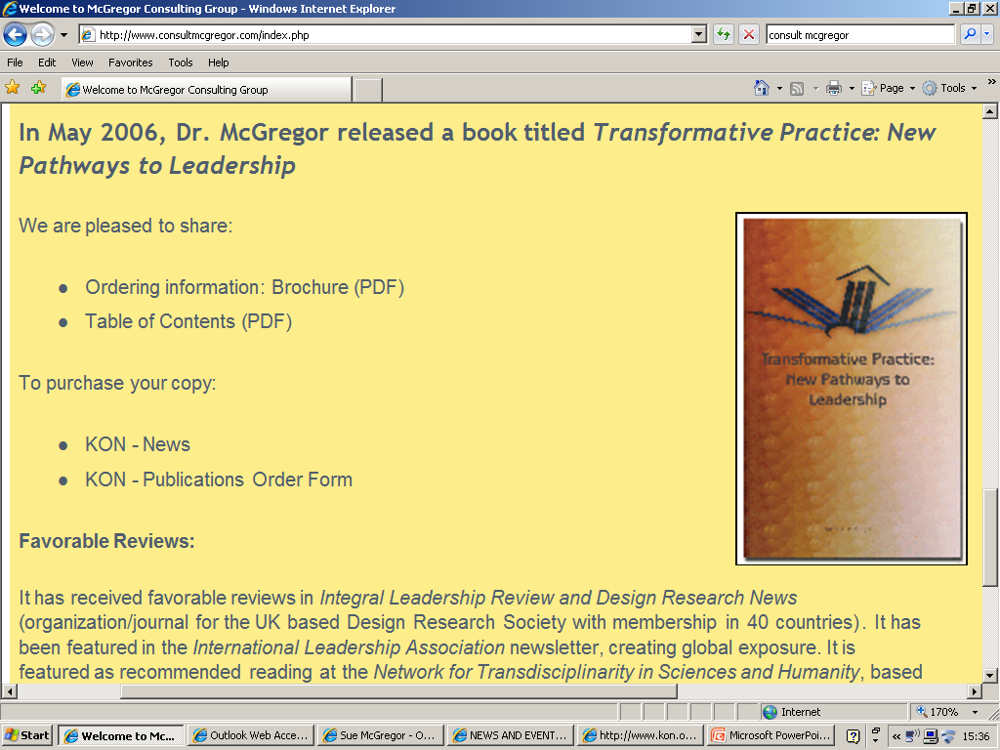 Welcome to McGregor Consulting Group - Windows Internet Explorer
http://www.consultmcgregor.com/index.php
consult mcgregor
File Edit View Favorites Tools Help
Welcome to McGregor Consulting Group
Page Tools »
In May 2006, Dr. McGregor released a book titled Transformative Practice: New
Pathways to Leadership
We are pleased to share:
● Ordering information: Brochure (PDF)
● Table of Contents (PDF)
To purchase your copy:
● KON - News
● KON - Publications Order Form
Transformative Practice:
New Pathways to
Leadership
Favorable Reviews:
It has received favorable reviews in Integral Leadership Review and Design Research News
(organization/journal for the UK based Design Research Society with membership in 40 countries). It has
been featured in the International Leadership Association newsletter, creating global exposure. It is
featured as recommended reading at the Network for Transdisciplinarity in Sciences and Humanity, based
Internet 170%
Start Welcome to Mc... Outlook Web Acce... Sue McGregor - O... NEWS AND EVENT... http://www.kon.o... Microsoft PowerPoi... « 15:36